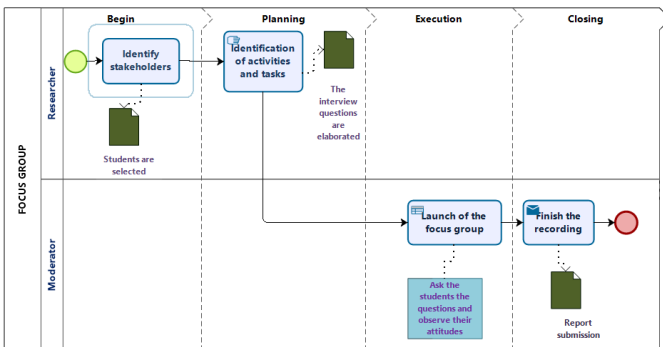 Begin
Planning
Execution
Closing
FOCUS GROUP
Researcher
Identify
stakeholders
Students are
selected
Identification
of activities
and tasks
The
interview
questions
are
elaborated
Moderator
Launch of the
focus group
Ask the
students the
questions and
observe their
attitudes
Finish the
recording
Report
submission